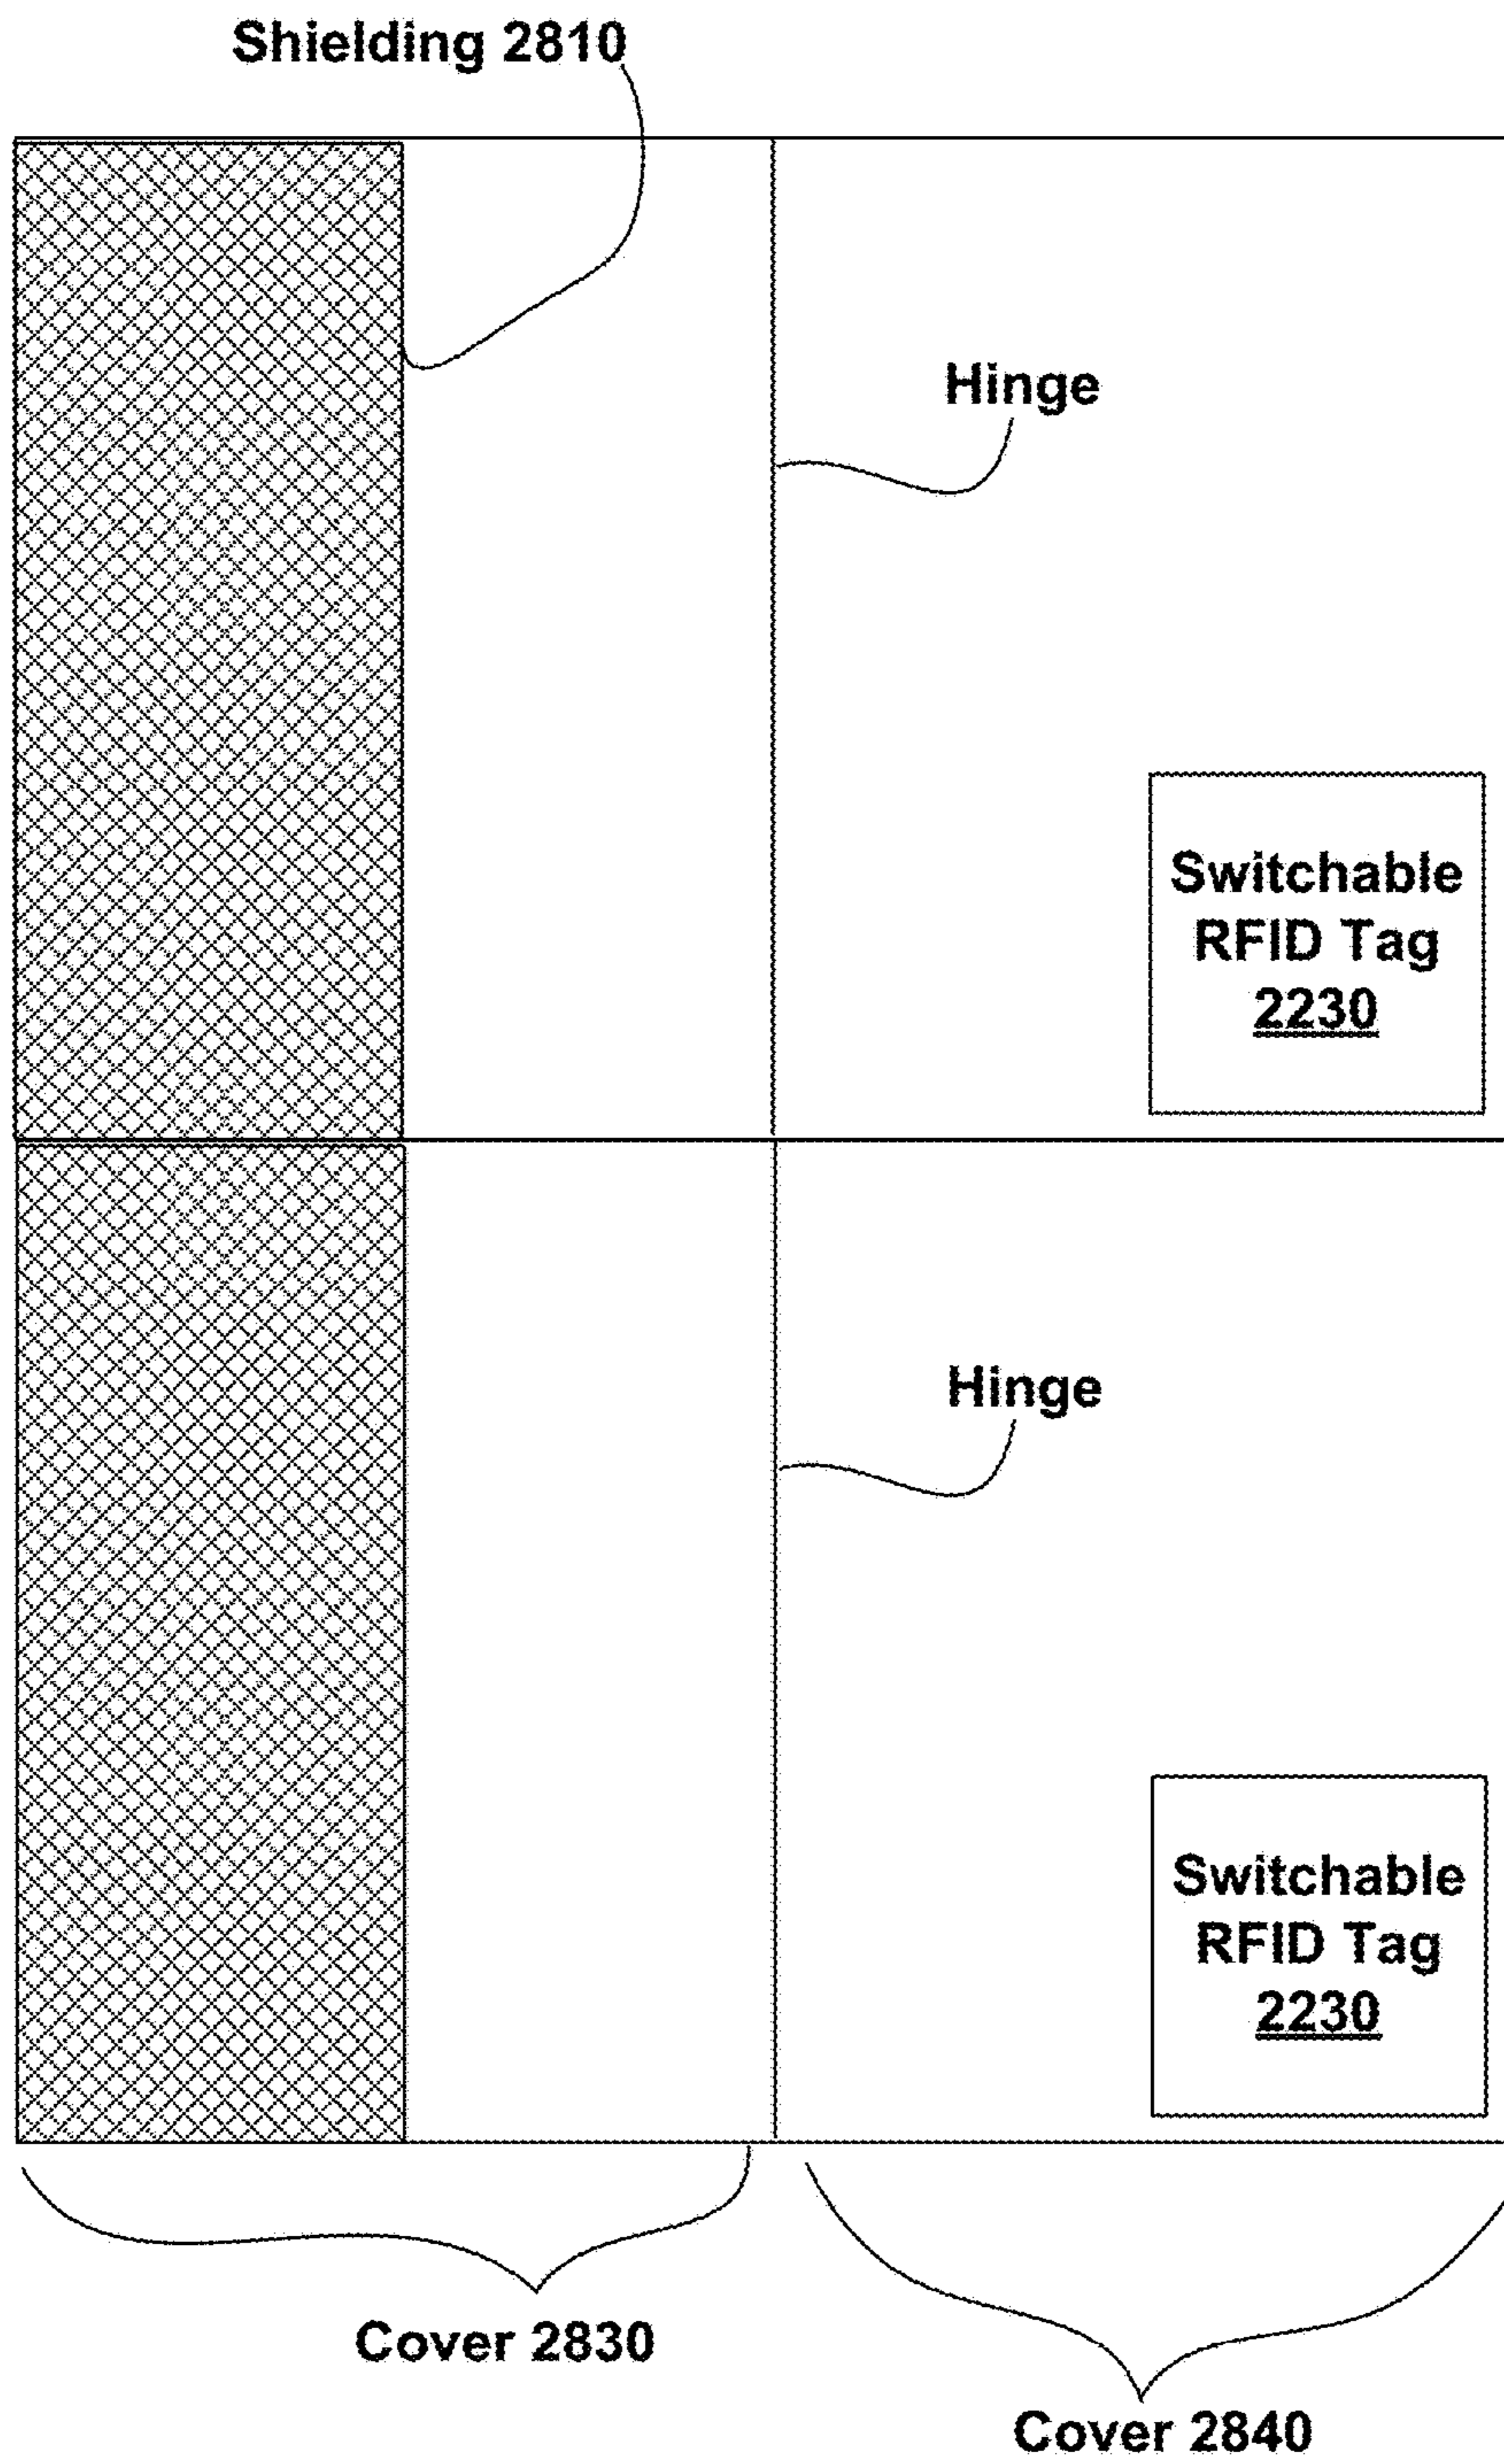 Shielding 2810
Hinge
Switchable
RFID Tag
2230
Hinge
Switchable
RFID Tag
2230
Cover 2830
Cover 2840